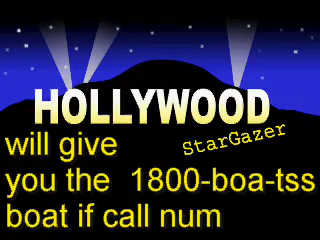 HOLLYWOOD
StarGazer
will give
you the 1800-boa-tss
boat if call num